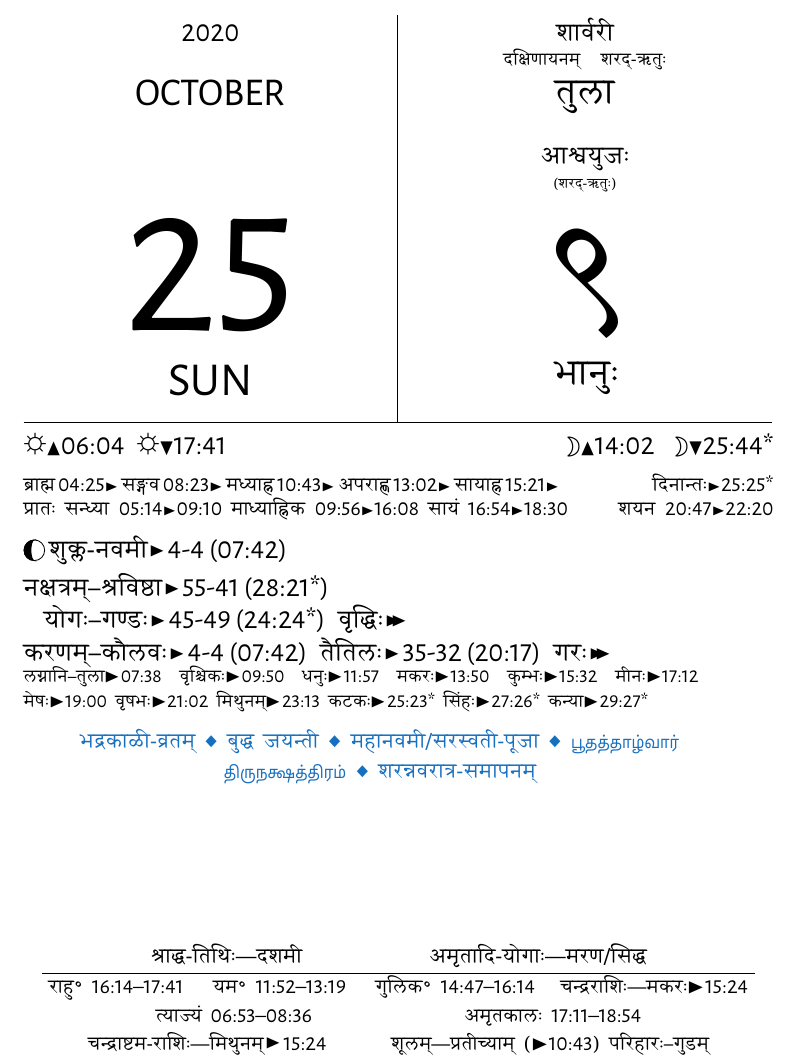 2020
OCTOBER
25
SUN
शार्वरी
दक्षिणायनम् शरद्-ऋतुः
तुला
आश्वयुजः
(शरद्-ऋतुः)
९
भानुः
☼▲06:04 ☼▼17:41 ☽▲14:02 ☽▼25:44*
ब्राह्म 04:25► सङ्गव 08:23► मध्याह्न 10:43► अपराह्ण 13:02► सायाह्न 15:21► दिनान्तः►25:25*
प्रातः सन्ध्या 05:14►09:10 माध्याह्निक 09:56►16:08 सायं 16:54►18:30 शयन 20:47►22:20
शुक्ल-नवमी►4-4 (07:42)
नक्षत्रम्–श्रविष्ठा►55-41 (28:21*)
योगः–गण्डः►45-49 (24:24*) वृद्धिः►►
करणम्–कौलवः►4-4 (07:42) तैतिलः►35-32 (20:17) गरः►►
लग्नानि–तुला►07:38 वृश्चिकः►09:50 धनुः►11:57 मकरः►13:50 कुम्भः►15:32 मीनः►17:12
मेषः►19:00 वृषभः►21:02 मिथुनम्►23:13 कटकः►25:23* सिंहः►27:26* कन्या►29:27*
भद्रकाळी-व्रतम् ◆ बुद्ध जयन्ती ◆ महानवमी/सरस्वती-पूजा ◆ பூதத்தாழ்வார்
திருநக்ஷத்திரம் ◆ शरन्नवरात्र-समापनम्
श्राद्ध-तिथिः—दशमी अमृतादि-योगाः—मरण/सिद्ध
राहु° 16:14–17:41 यम° 11:52–13:19 गुलिक° 14:47–16:14 चन्द्रराशिः—मकरः►15:24
त्याज्यं 06:53–08:36 अमृतकालः 17:11–18:54
चन्द्राष्टम-राशिः—मिथुनम्►15:24 शूलम्—प्रतीच्याम् (►10:43) परिहारः–गुडम्